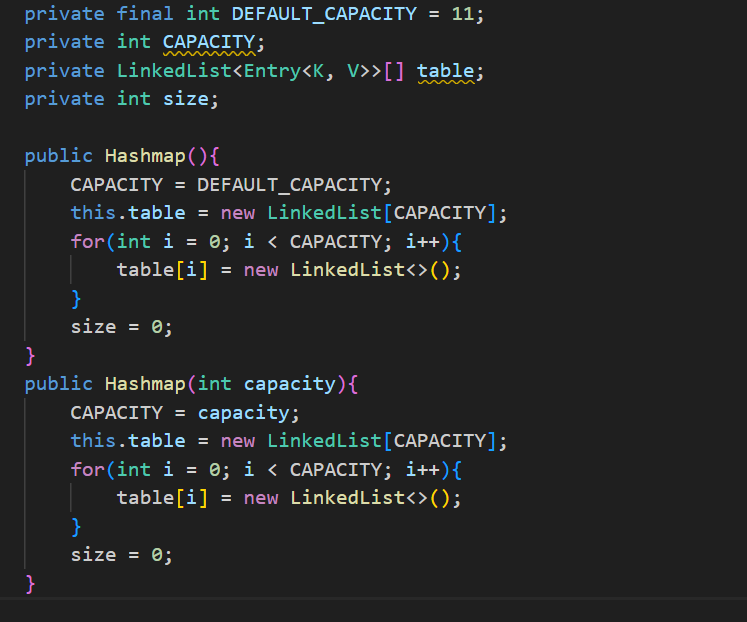 private final int DEFAULT_CAPACITY = 11;
private int CAPACITY;
private LinkedList<Entry<K, V>>[] table;
private int size;

public Hashmap(){
    CAPACITY = DEFAULT_CAPACITY;
    this.table = new LinkedList[CAPACITY];
    for(int i = 0; i < CAPACITY; i++){
        table[i] = new LinkedList<>();
    }
    size = 0;
}
public Hashmap(int capacity){
    CAPACITY = capacity;
    this.table = new LinkedList[CAPACITY];
    for(int i = 0; i < CAPACITY; i++){
        table[i] = new LinkedList<>();
    }
    size = 0;
}